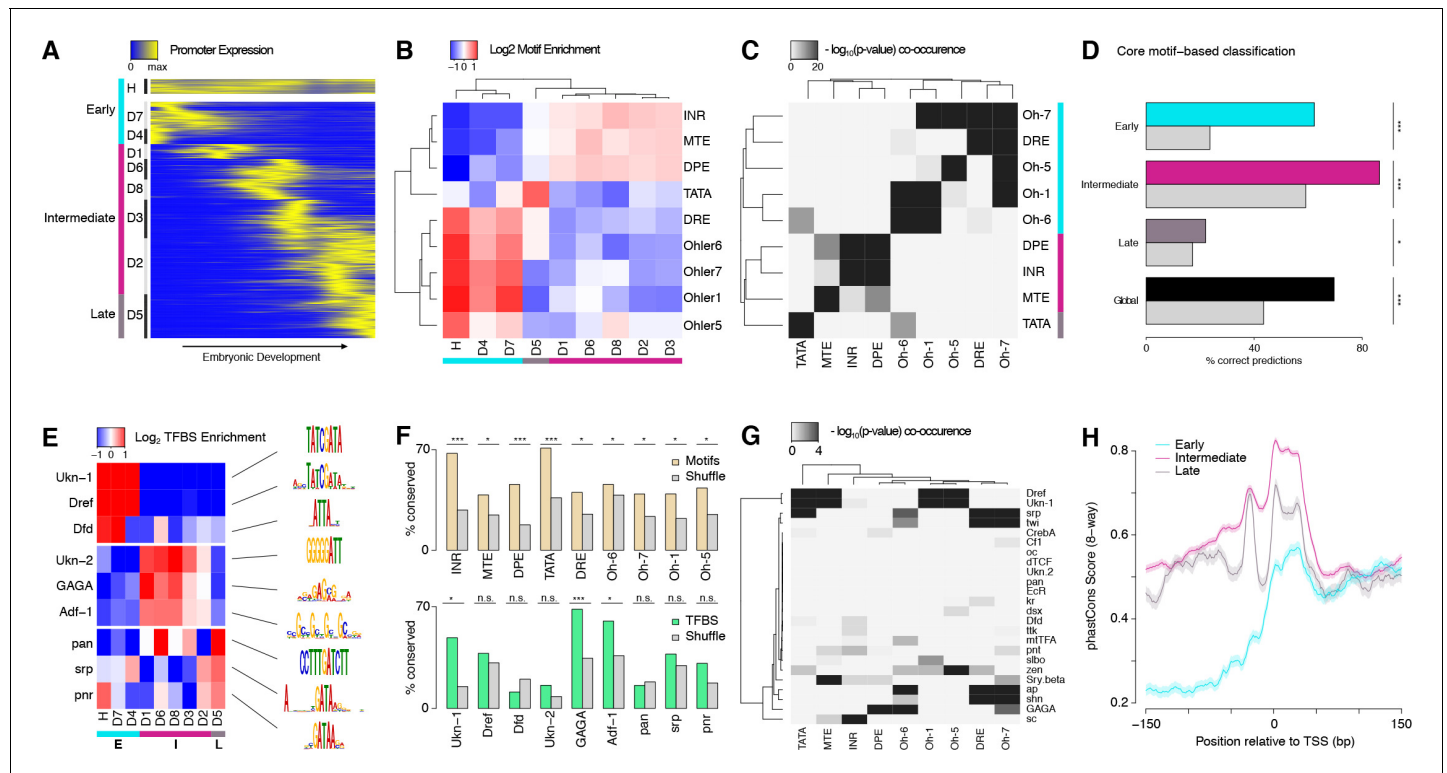 A
Promoter Expression
0
max
H
Early
D7
D4
D1
D6
D8
Intermediate
D3
D2
Late
D5
Embryonic Development
B
Log2 Motif Enrichment
-1 0 1
INR
MTE
DPE
TATA
DRE
Ohler6
Ohler7
Ohler1
Ohler5
H D4 D7 D5 D1 D6 D8 D2 D3
C
- log10(p-value) co-occurence
0 20
Oh-7
DRE
Oh-5
Oh-1
Oh-6
DPE
INR
MTE
TATA
TATA MTE INR DPE Oh-6 Oh-1 Oh-5 DRE Oh-7
D
Core motif-based classification
Early
***
Intermediate
***
Late
*
Global
***
0 80
% correct predictions
E
Log2 TFBS Enrichment
-1 0 1
Ukn-1
Dref
Dfd
Ukn-2
GAGA
Adf-1
pan
srp
pnr
H D7 D4 D1 D6 D8 D3 D2 D5
E I L
TATCGATA
TATCGATA
ATTA
GGGGGATT
GAGAG
GC G C G GC
CCTTTGATCTT
A GATA
GATAA
F
*** * *** *** * * * * *
70
% conserved
0
Motifs
Shuffle
INR MTE DPE TATA DRE Oh-6 Oh-7 Oh-1 Oh-5
* n.s. n.s. n.s. *** * n.s. n.s. n.s.
70
% conserved
0
TFBS
Shuffle
Ukn-1 Dref Dfd Ukn-2 GAGA Adf-1 pan srp pnr
G
- log10(p-value) co-occurence
0 4
Dref
Ukn-1
srp
twi
CrebA
Cf1
oc
dTCF
Ukn.2
pan
EcR
kr
dsx
Dfd
ttk
mtTFA
pnt
slbo
zen
Sry.beta
ap
shn
GAGA
sc
TATA MTE INR DPE Oh-6 Oh-1 Oh-5 DRE Oh-7
H
Early
Intermediate
Late
phastCons Score (8-way)
0.8
0.6
0.4
0.2
-150 0 150
Position relative to TSS (bp)